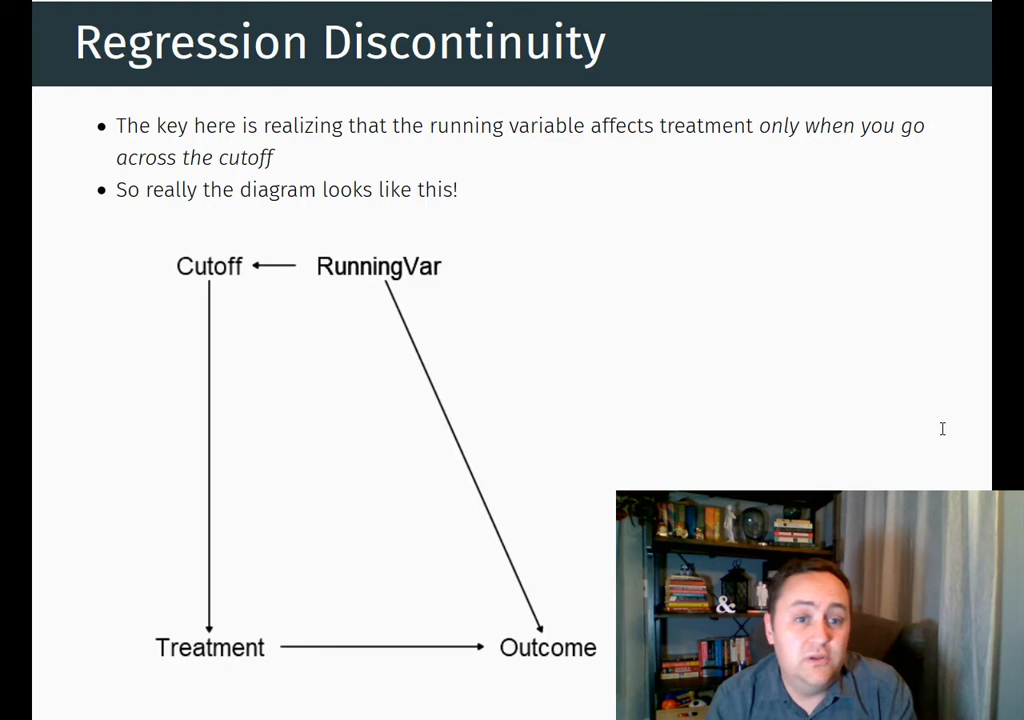 Regression Discontinuity
• The key here is realizing that the running variable affects treatment only when you go
across the cutoff
• So really the diagram looks like this!
Cutoff
RunningVar
Treatment
Outcome
&